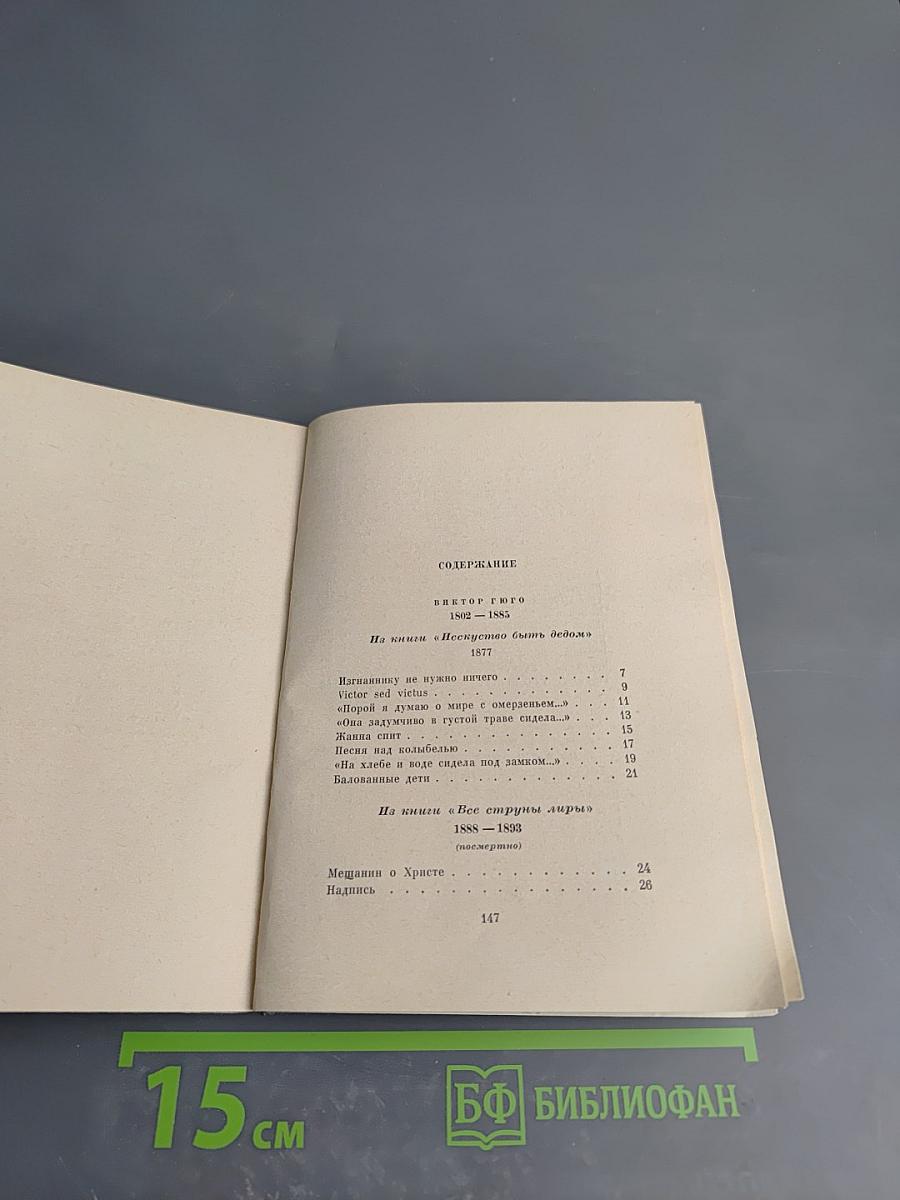 СОДЕРЖАНИЕ
ВИКТОР ГЮГО
1802 — 1885
Из книги «Исскуство быть дедом»
1877
Изгнаннику не нужно ничего . . . . . . . . 7
Victor sed victus . . . . . . . . . . . . . 9
«Порой я думаю о мире с омерзеньем...» . . . 11
«Она задумчиво в густой траве сидела...» . . . 13
Жанна спит . . . . . . . . . . . . . . . . 15
Песня над колыбелью . . . . . . . . . . . 17
«На хлебе и воде сидела под замком...» . . . . 19
Балованные дети . . . . . . . . . . . . . 21
Из книги «Все струны лиры»
1888 — 1893
(посмертно)
Мещанин о Христе . . . . . . . . . . . . 24
Надпись . . . . . . . . . . . . . . . . 26
147
15 см
БФ БИБЛИОФАН